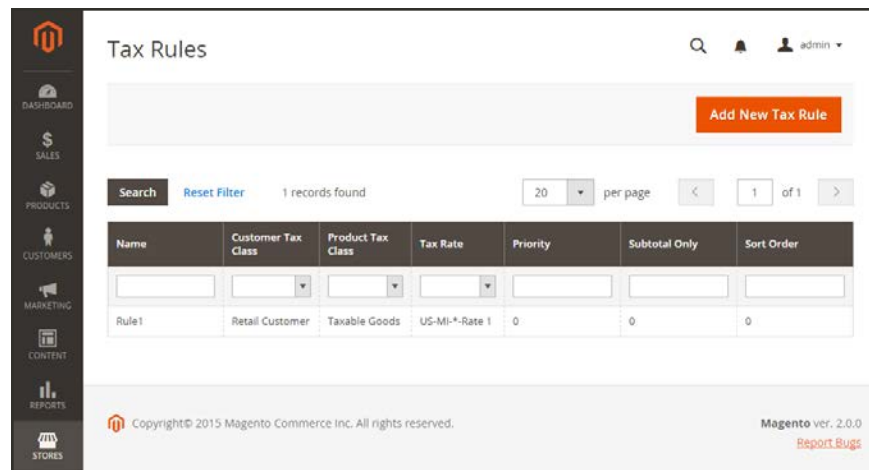 Tax Rules
admin
DASHBOARD
SALES
PRODUCTS
CUSTOMERS
MARKETING
CONTENT
REPORTS
STORES
Add New Tax Rule
Search Reset Filter 1 records found 20 per page 1 of 1
Name Customer Tax Class Product Tax Class Tax Rate Priority Subtotal Only Sort Order
Rule1 Retail Customer Taxable Goods US-MI-*-Rate 1 0 0 0
Copyright© 2015 Magento Commerce Inc. All rights reserved.
Magento ver. 2.0.0
Report Bugs